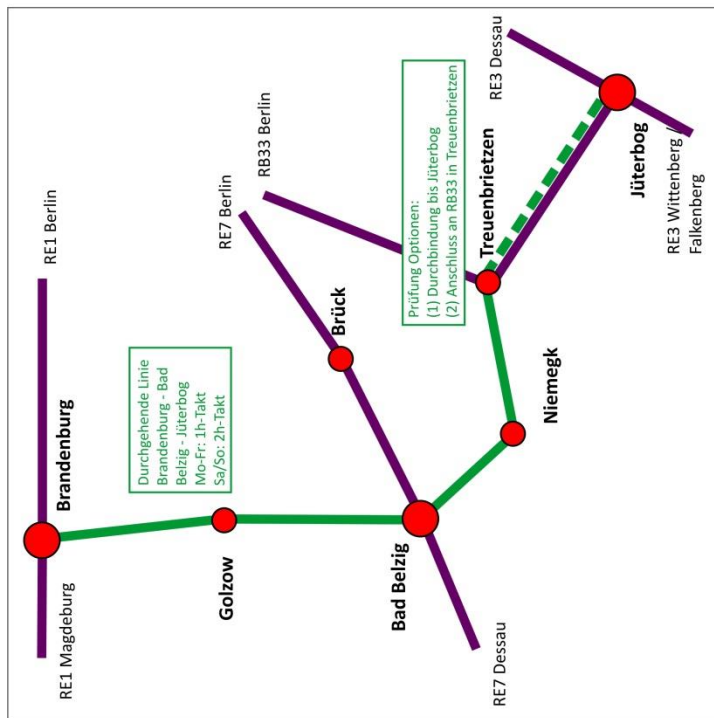 RE1 Magdeburg
Brandenburg
RE1 Berlin
Durchgehende Linie
Brandenburg - Bad
Belzig - Jüterbog
Mo-Fr: 1h-Takt
Sa/So: 2h-Takt
Golzow
RE7 Berlin
RB33 Berlin
Brück
Bad Belzig
RE7 Dessau
Prüfung Optionen:
(1) Durchbindung bis Jüterbog
(2) Anschluss an RB33 in Treuenbrietzen
Treuenbrietzen
Niemegk
RE3 Dessau
Jüterbog
RE3 Wittenberg /
Falkenberg